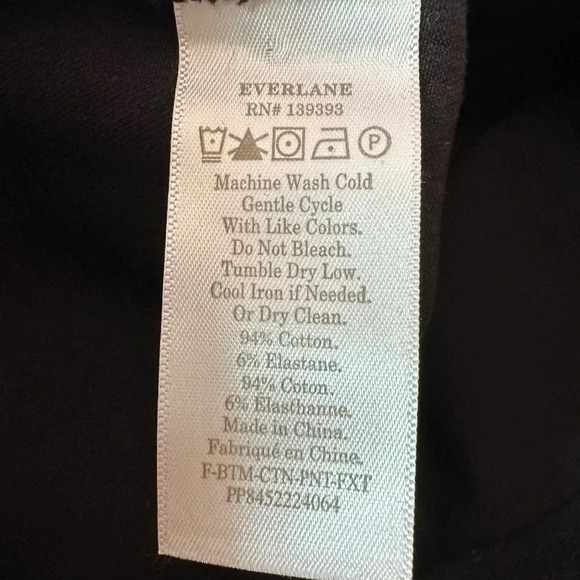 EVERLANE
RN# 139393
P
Machine Wash Cold
Gentle Cycle
With Like Colors.
Do Not Bleach.
Tumble Dry Low.
Cool Iron if Needed.
Or Dry Clean.
94% Cotton.
6% Elastane.
94% Coton.
6% Elasthanne.
Made in China.
Fabriqué en Chine.
F-BTM-CTN-PNT-FXT
PP8452224064